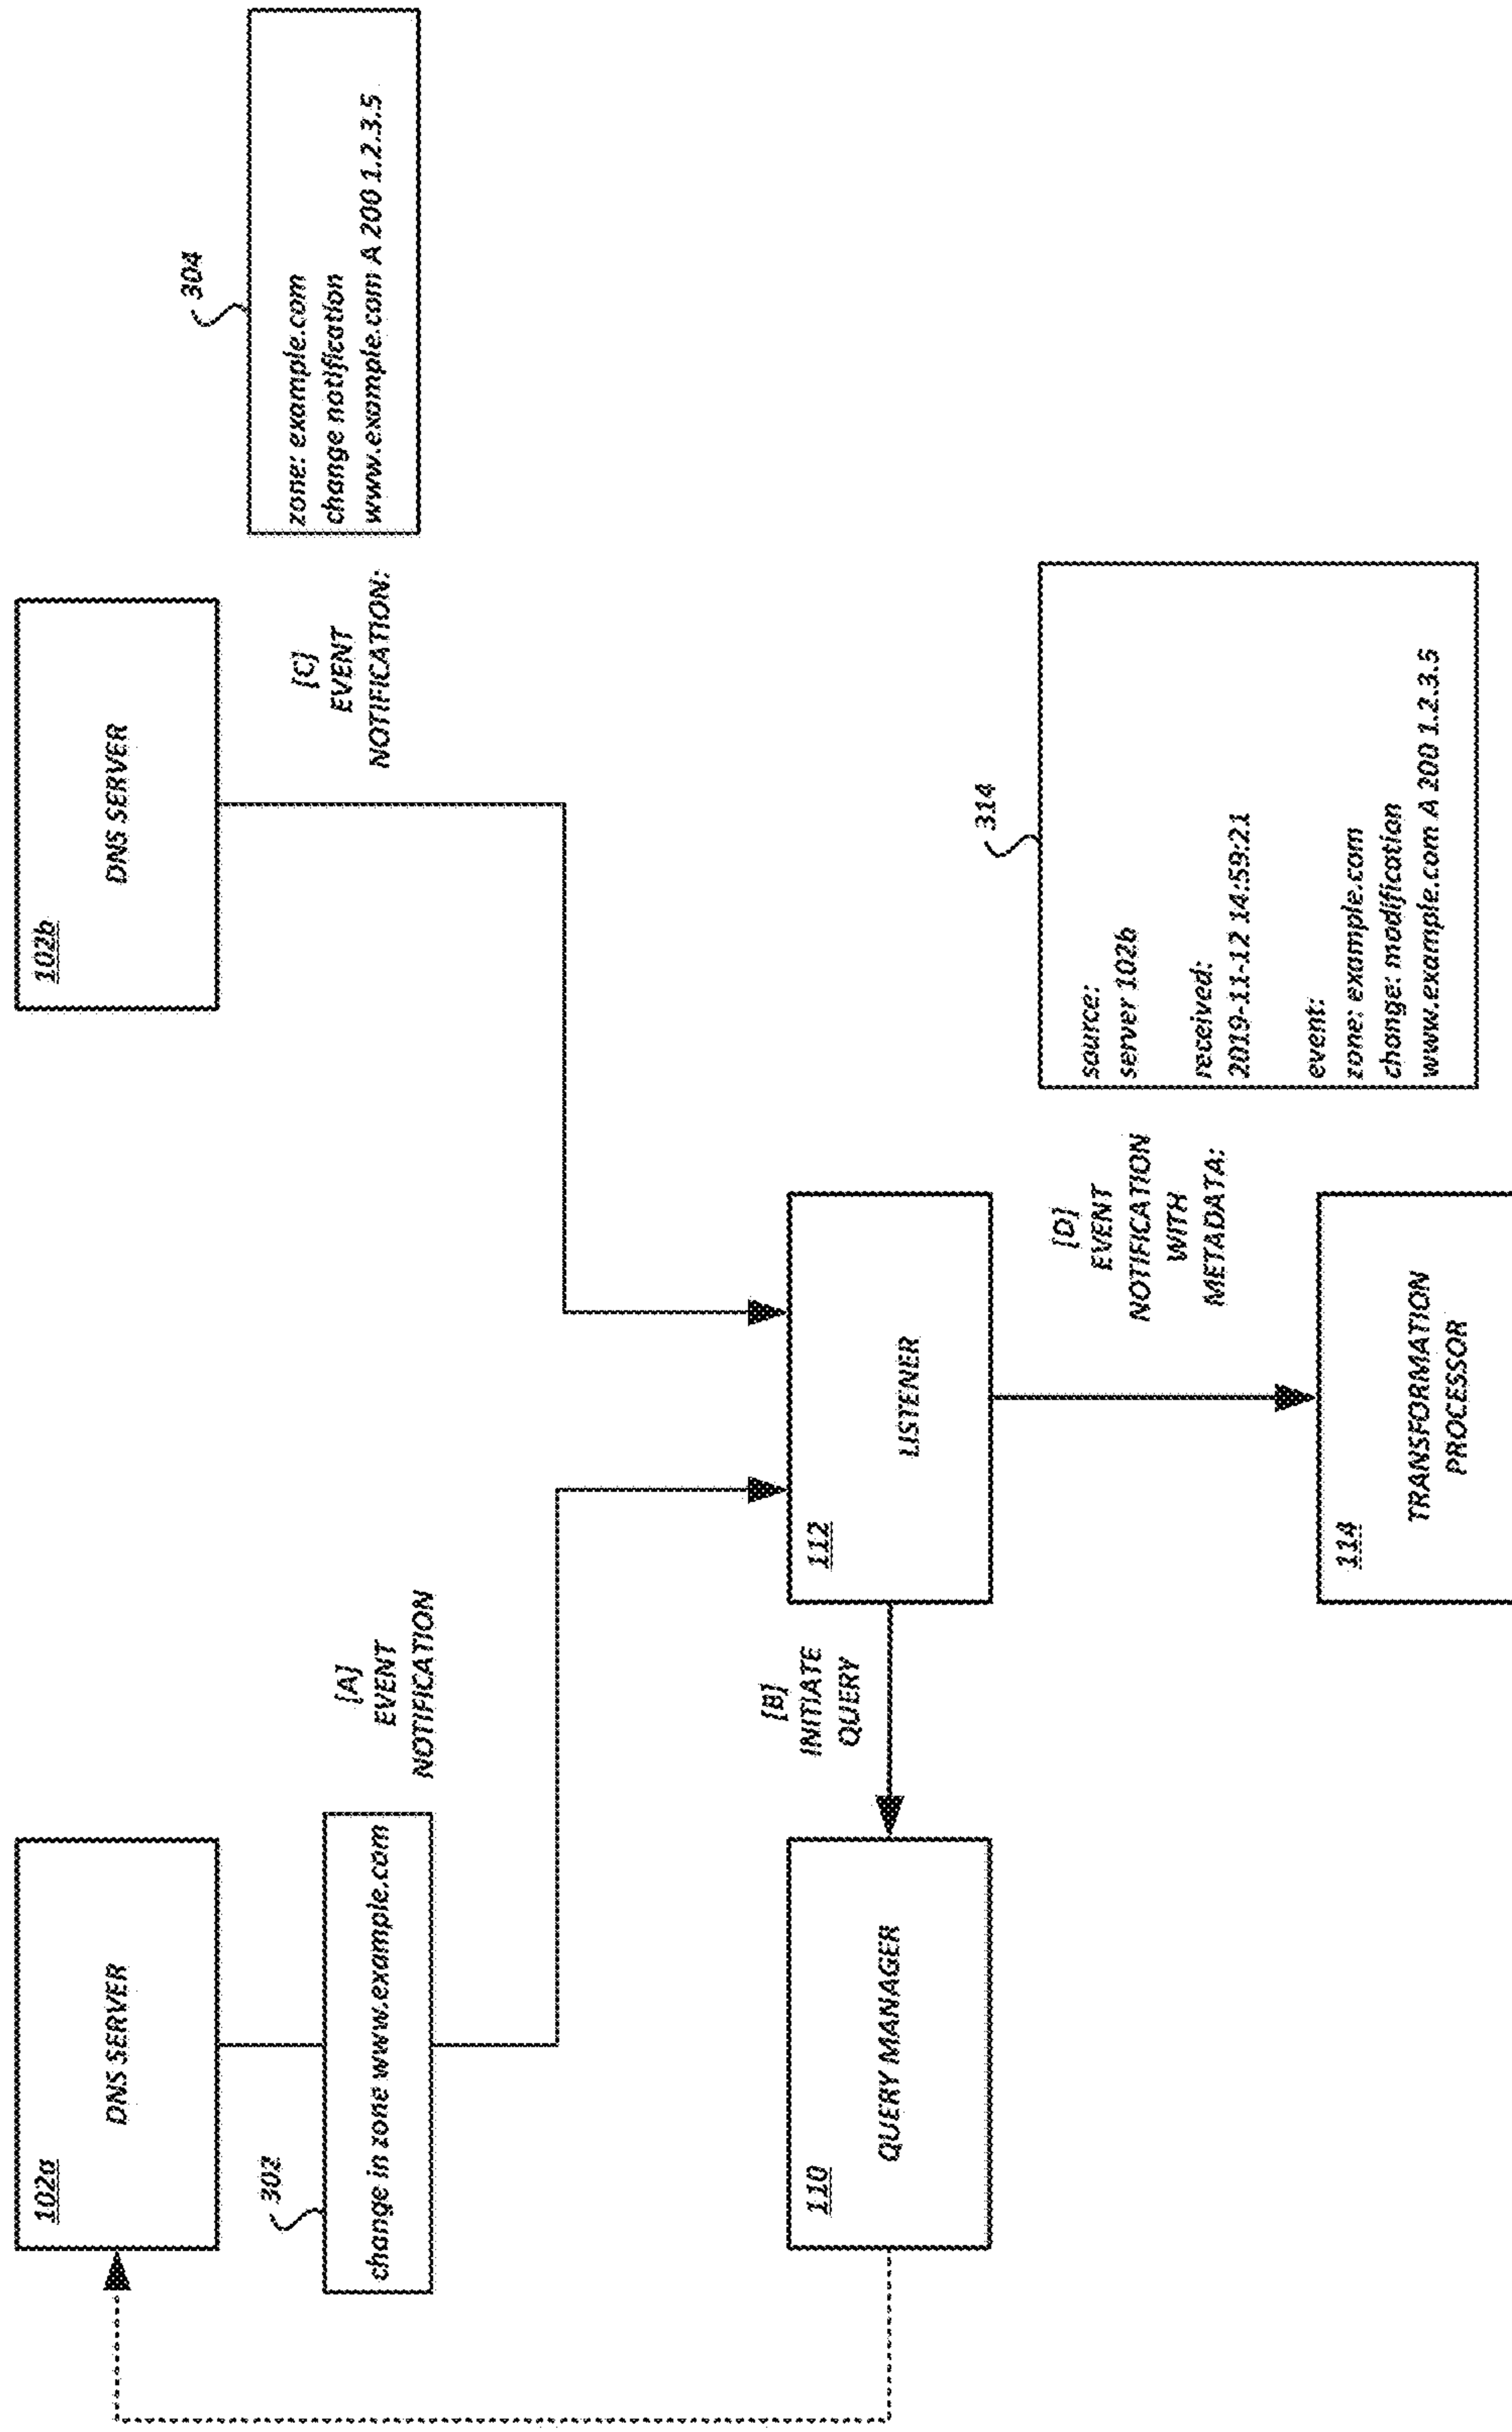 102a
DNS SERVER
302
change in zone www.example.com
[A]
EVENT
NOTIFICATION
102b
DNS SERVER
[C]
EVENT
NOTIFICATION:
304
zone: example.com
change notification
www.example.com A 200 1.2.3.5
110
QUERY MANAGER
[B]
INITIATE
QUERY
112
LISTENER
[D]
EVENT
NOTIFICATION
WITH
METADATA:
314
source:
server 102b
received:
2019-11-12 14:59:21
event:
zone: example.com
change: modification
www.example.com A 200 1.2.3.5
114
TRANSFORMATION
PROCESSOR